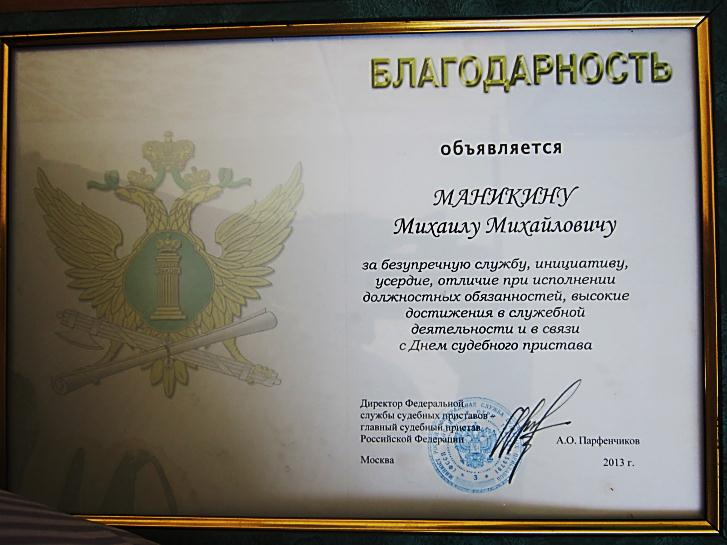 БЛАГОДАРНОСТЬ
объявляется
МАНИКИНУ
Михаилу Михайловичу
за безупречную службу, инициативу,
усердие, отличие при исполнении
должностных обязанностей, высокие
достижения в служебной
деятельности и в связи
с Днем судебного пристава
Директор Федеральной
службы судебных приставов -
главный судебный пристав
Российской Федерации
А.О. Парфенчиков
Москва
2013 г.